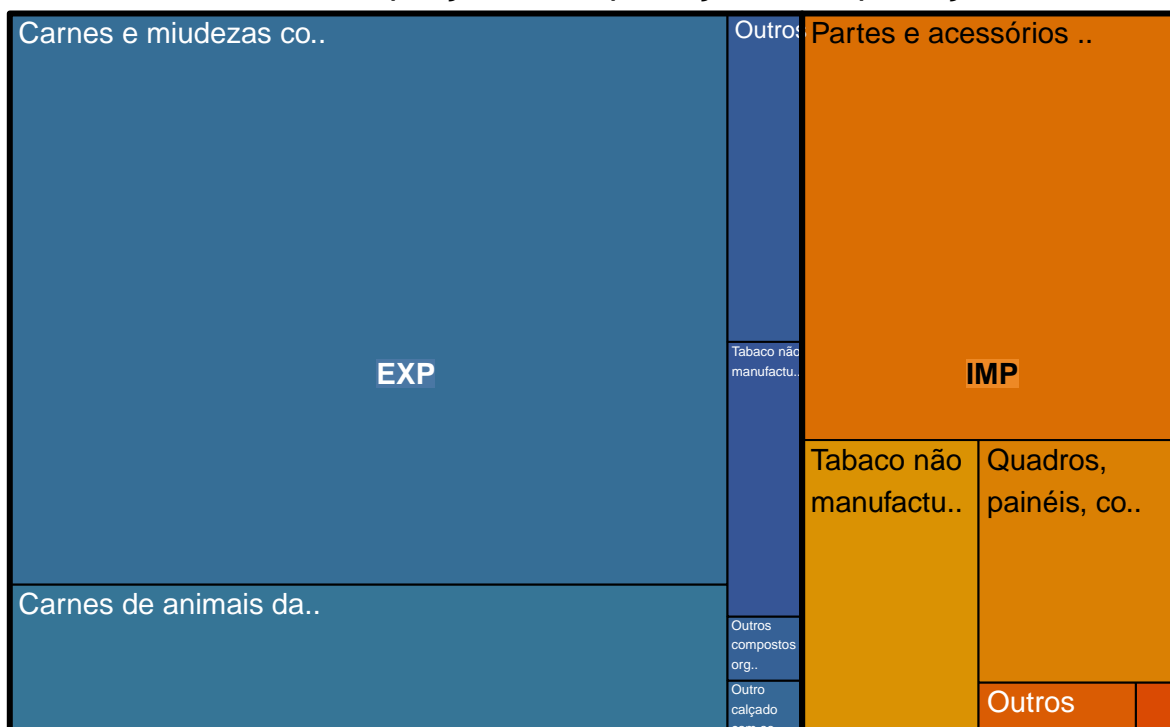 Carnes e miudezas co..
Outros
Partes e acessórios ..
EXP
Tabaco não
manufactu..
IMP
Tabaco não
manufactu..
Quadros,
painéis, co..
Carnes de animais da..
Outros
compostos
org..
Outro
calçado
Outros